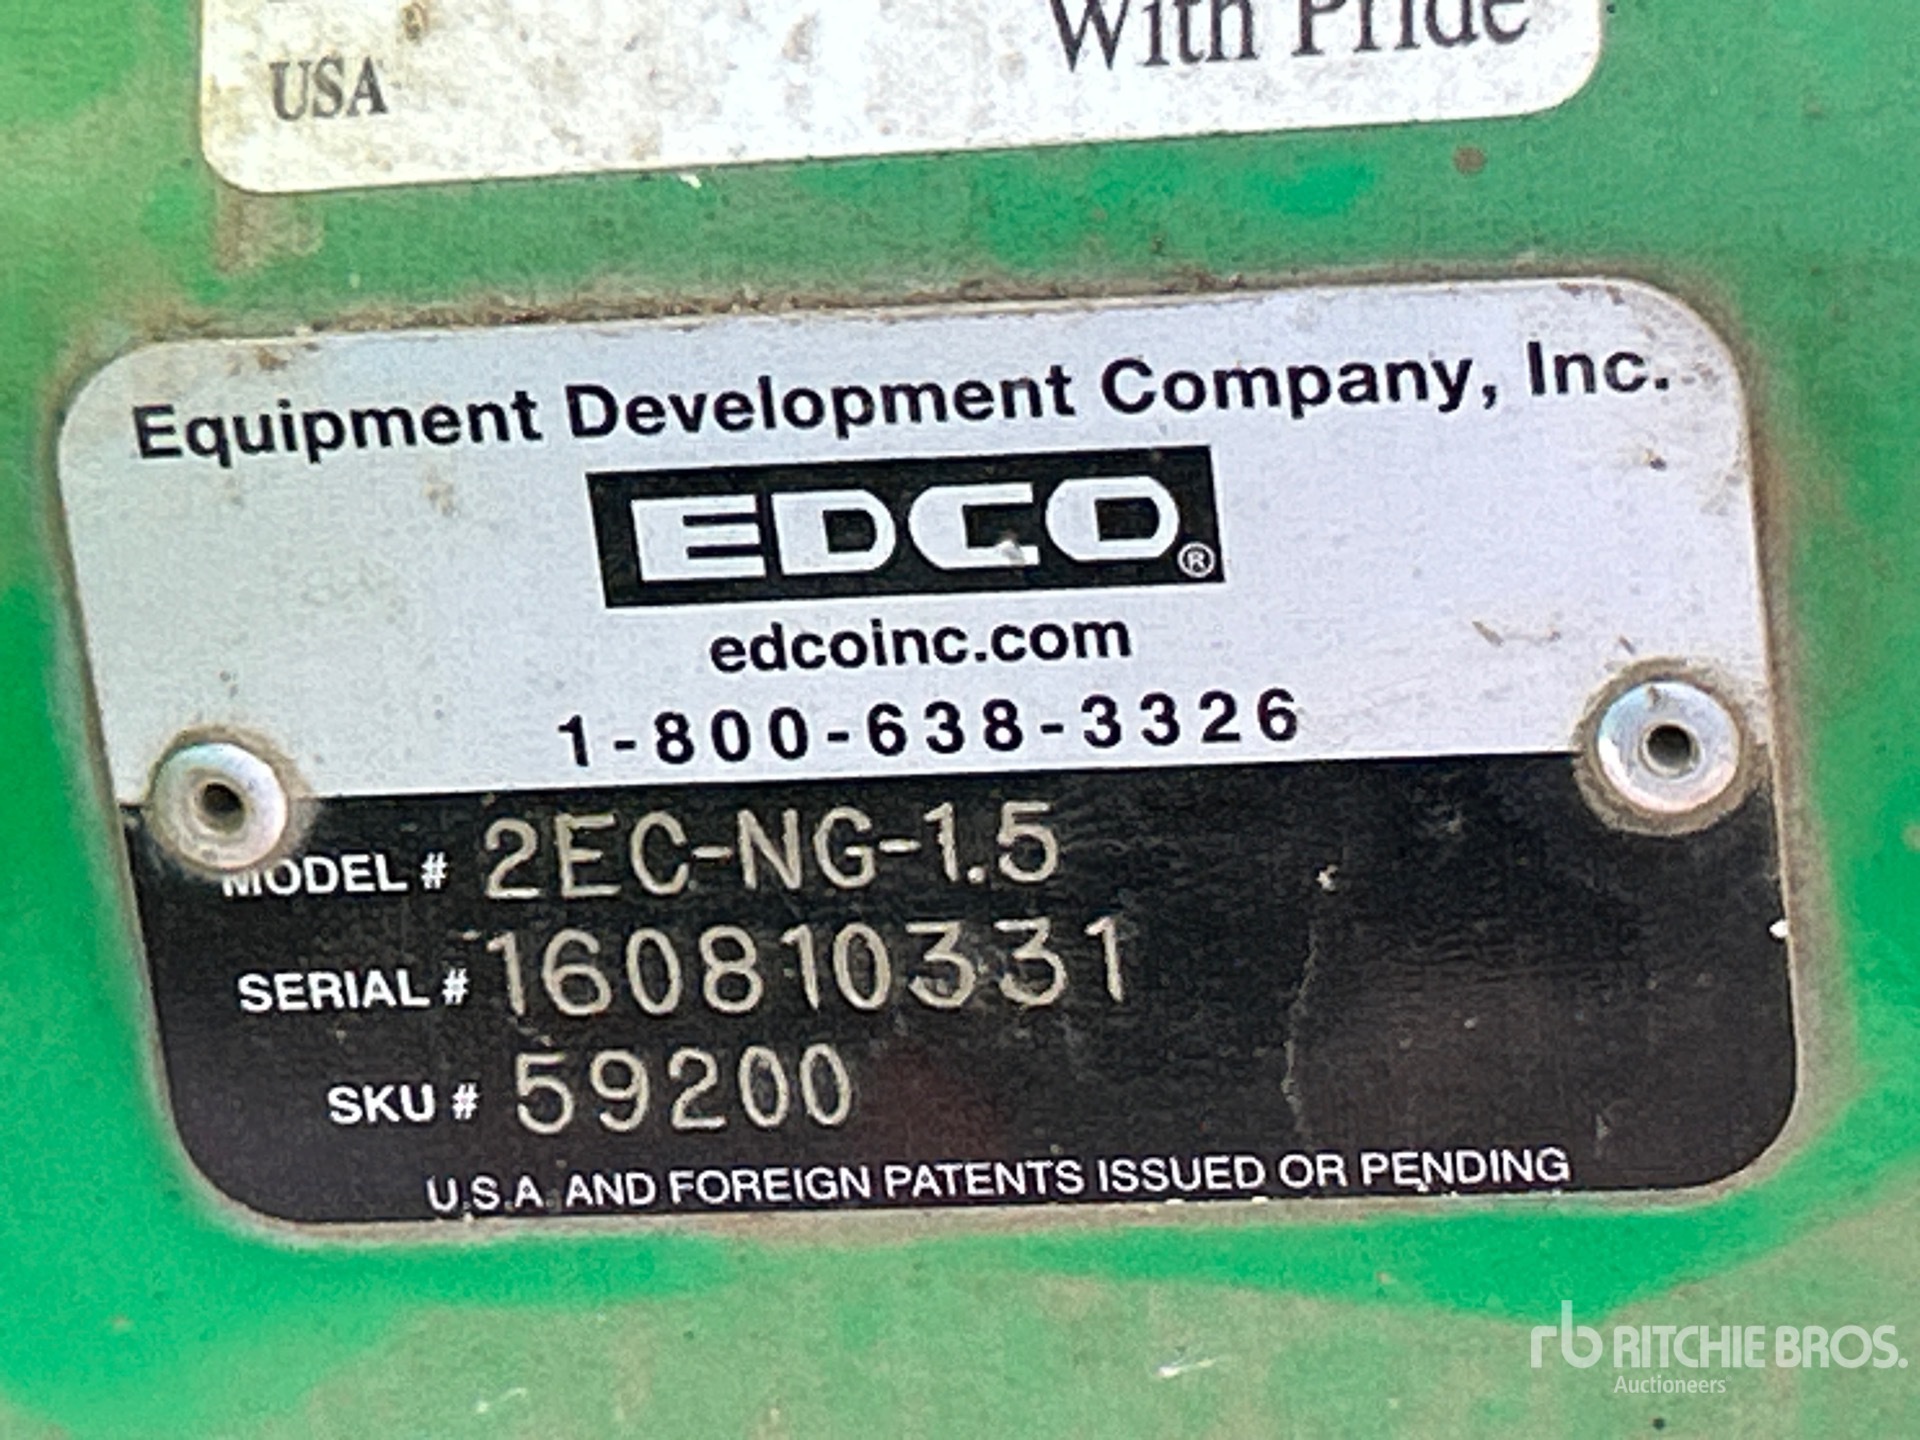 With Pride
USA
Equipment Development Company, Inc.
EDCO®
edcoinc.com
1-800-638-3326
MODEL # 2EC-NG-1.5
SERIAL # 160810331
SKU # 59200
U.S.A. AND FOREIGN PATENTS ISSUED OR PENDING
rb RITCHIE BROS.
Auctioneers